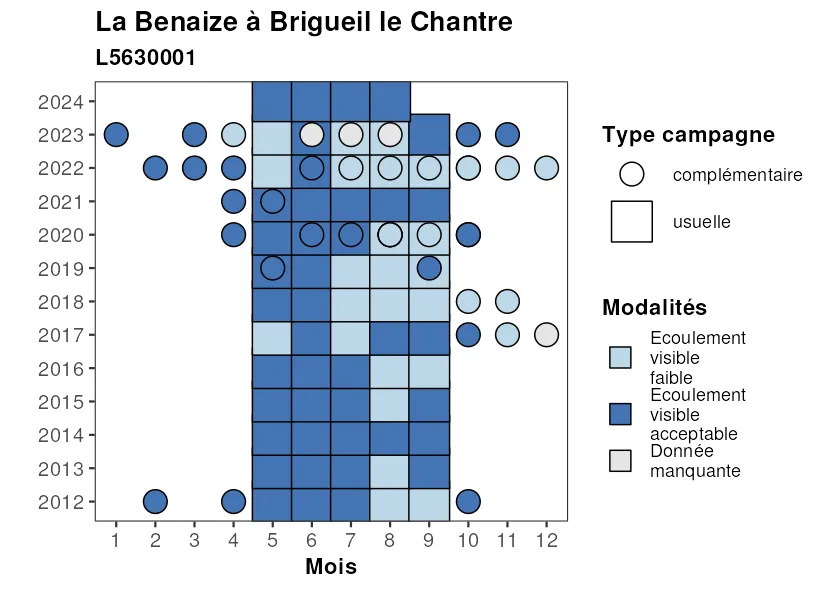 La Benaize à Brigueil le Chantre
L5630001
2024
2023
2022
2021
2020
2019
2018
2017
2016
2015
2014
2013
2012
1 2 3 4 5 6 7 8 9 10 11 12
Mois
Type campagne
complémentaire
usuelle
Modalités
Ecoulement
visible
faible
Ecoulement
visible
acceptable
Donnée
manquante